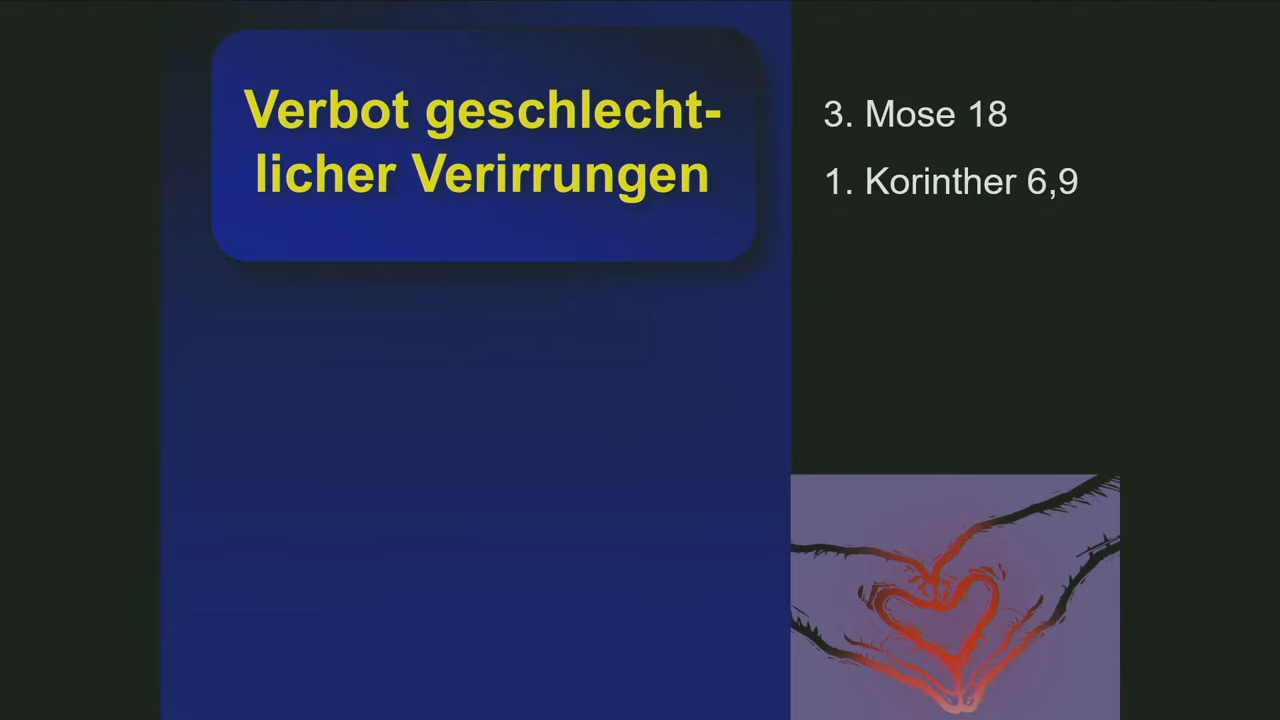 Verbot geschlecht-
licher Verirrungen
3. Mose 18
1. Korinther 6,9